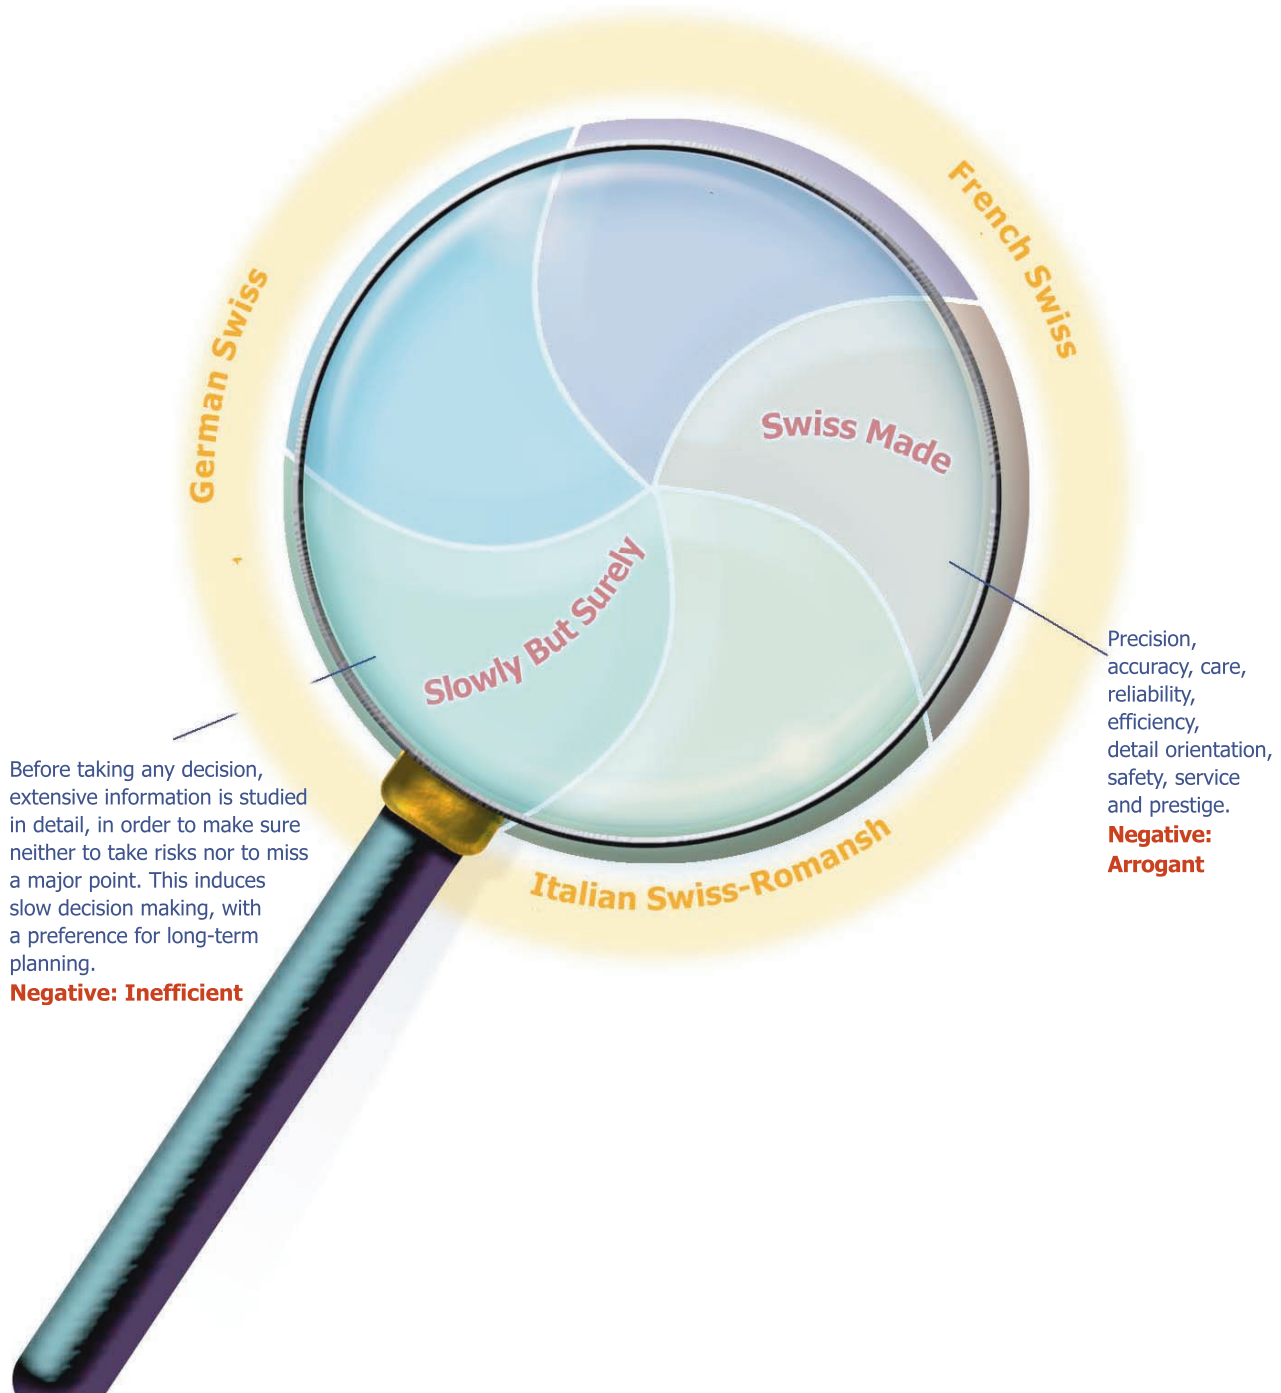 French Swiss
German Swiss
Swiss Made
Slowly But Surely
Precision,
accuracy, care,
reliability,
efficiency,
detail orientation,
safety, service
and prestige.
Negative:
Arrogant
Before taking any decision,
extensive information is studied
in detail, in order to make sure
neither to take risks nor to miss
a major point. This induces
slow decision making, with
a preference for long-term
planning.
Negative: Inefficient
Italian Swiss-Romansh